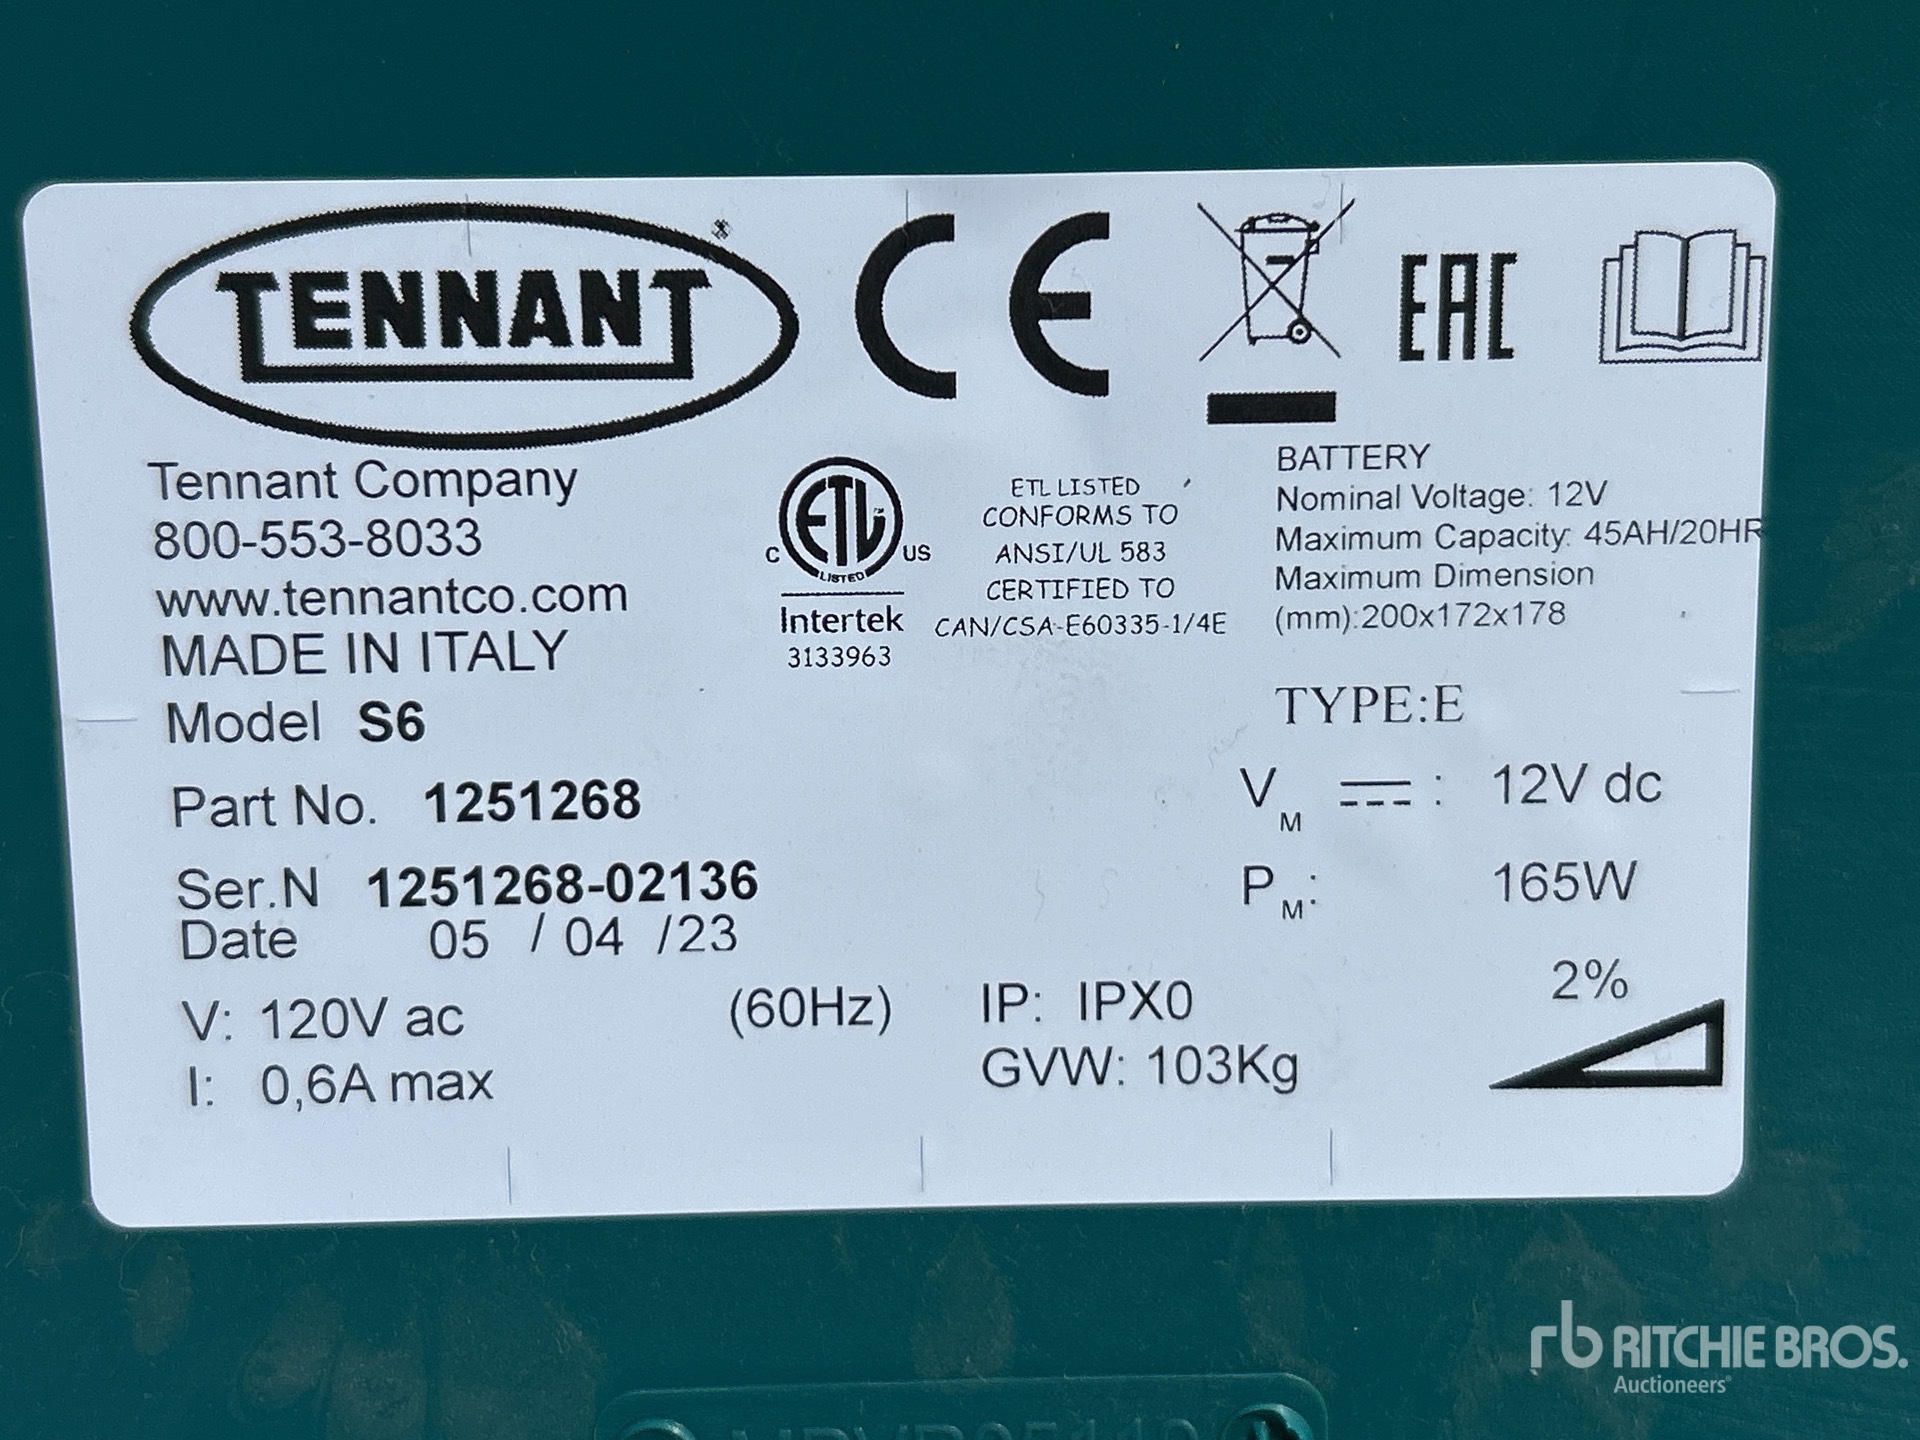 TENNANT
CE
EAC
Tennant Company
800-553-8033
www.tennantco.com
MADE IN ITALY
Model S6
Part No. 1251268
Ser.N 1251268-02136
Date 05 / 04 /23
V: 120V ac (60Hz)
I: 0,6A max
ETL
LISTED
C US
Intertek
3133963
ETL LISTED
CONFORMS TO
ANSI/UL 583
CERTIFIED TO
CAN/CSA-E60335-1/4E
BATTERY
Nominal Voltage: 12V
Maximum Capacity: 45AH/20HR
Maximum Dimension
(mm):200x172x178
TYPE:E
VM : 12V dc
PM: 165W
IP: IPX0
GVW: 103Kg
2%
rb RITCHIE BROS.
Auctioneers